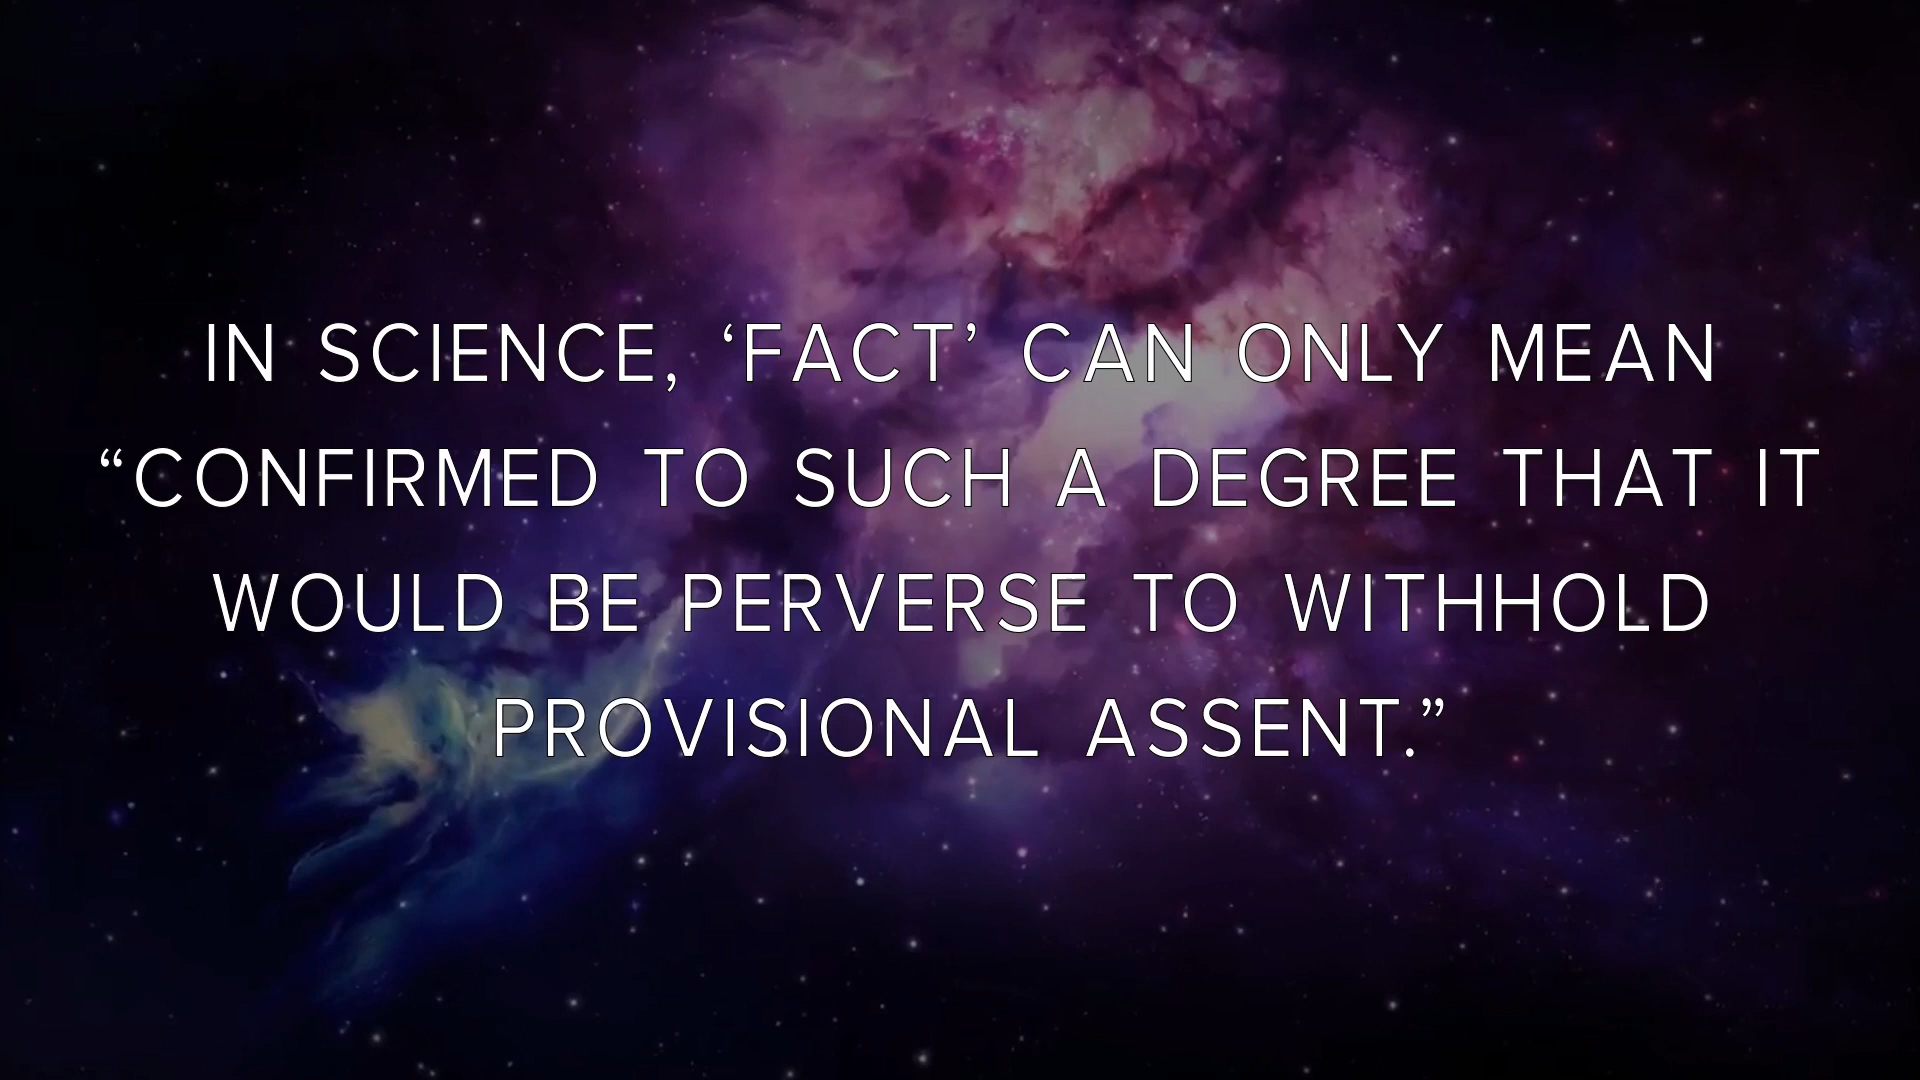 IN SCIENCE, ‘FACT’ CAN ONLY MEAN
“CONFIRMED TO SUCH A DEGREE THAT IT
WOULD BE PERVERSE TO WITHHOLD
PROVISIONAL ASSENT.”